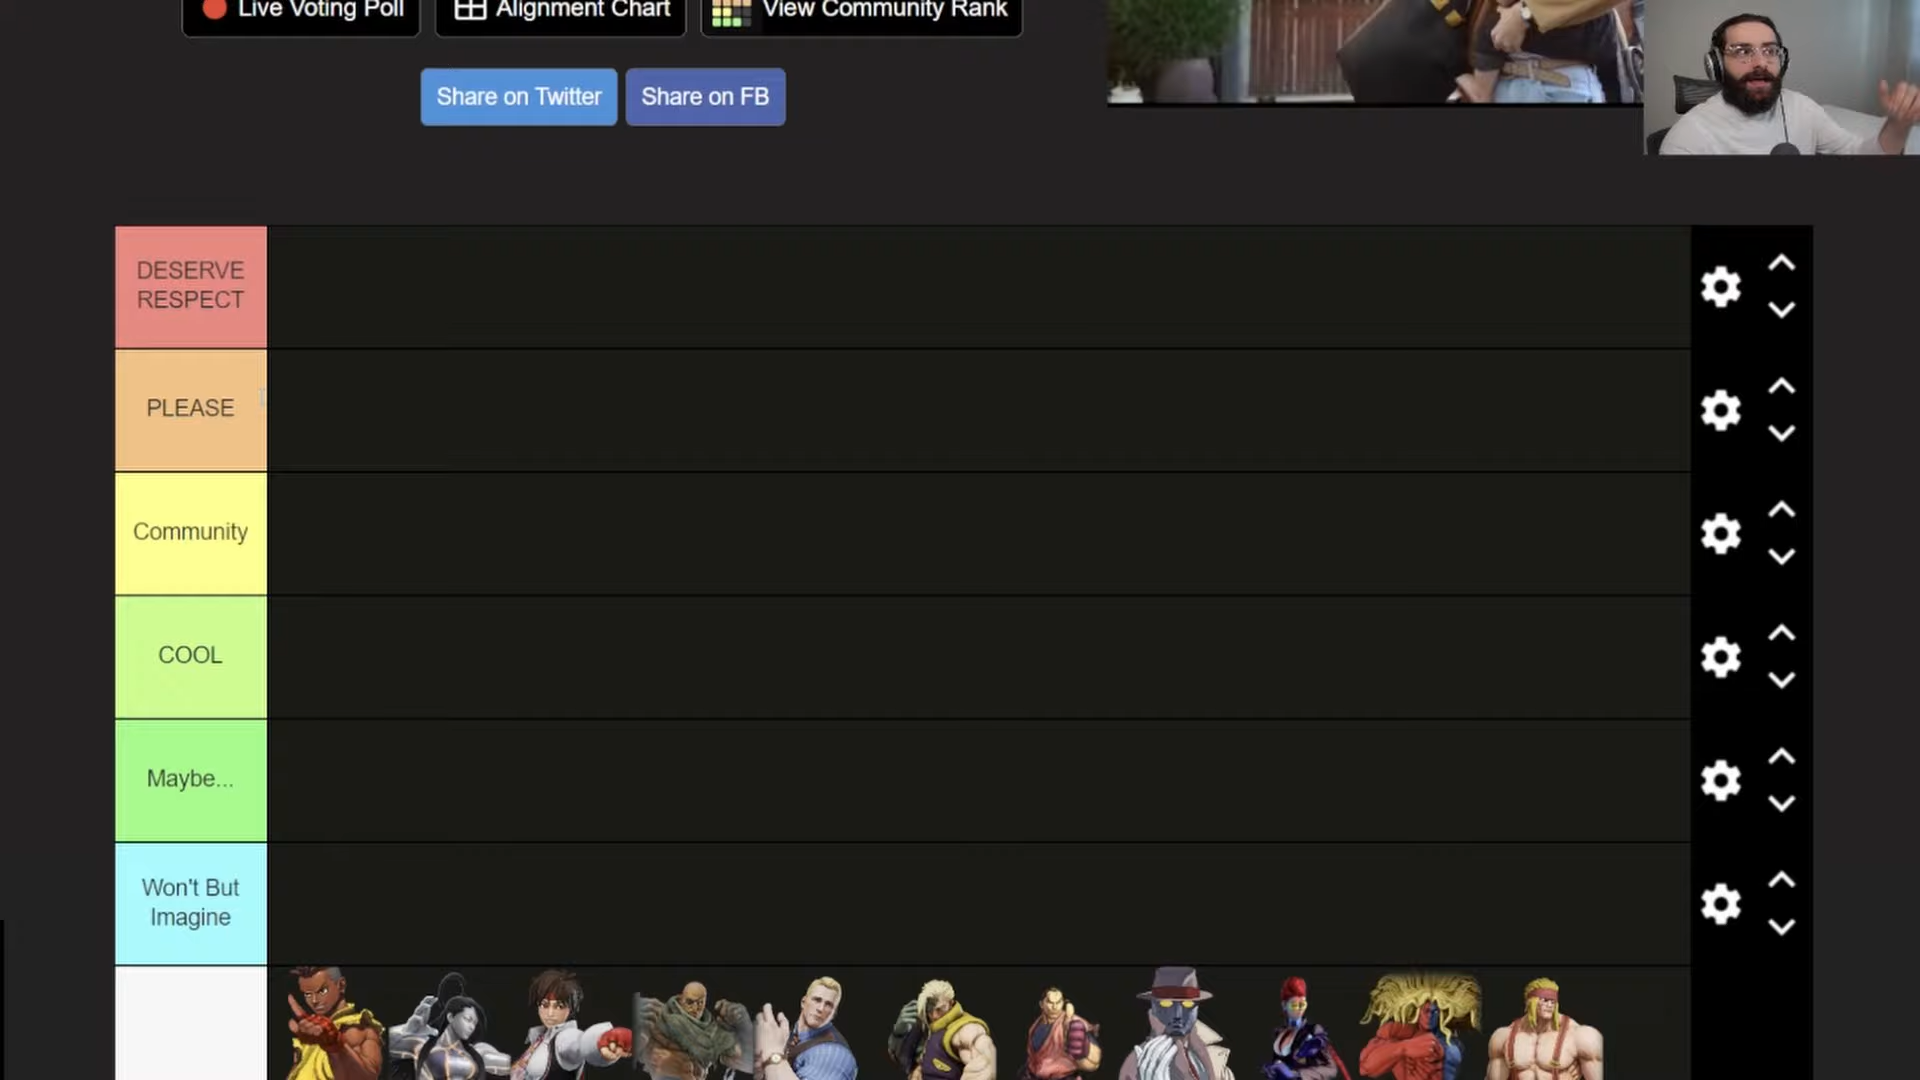 Live Voting Poll
Alignment Chart
View Community Rank
Share on Twitter
Share on FB
DESERVE
RESPECT
PLEASE
Community
COOL
Maybe...
Won't But
Imagine